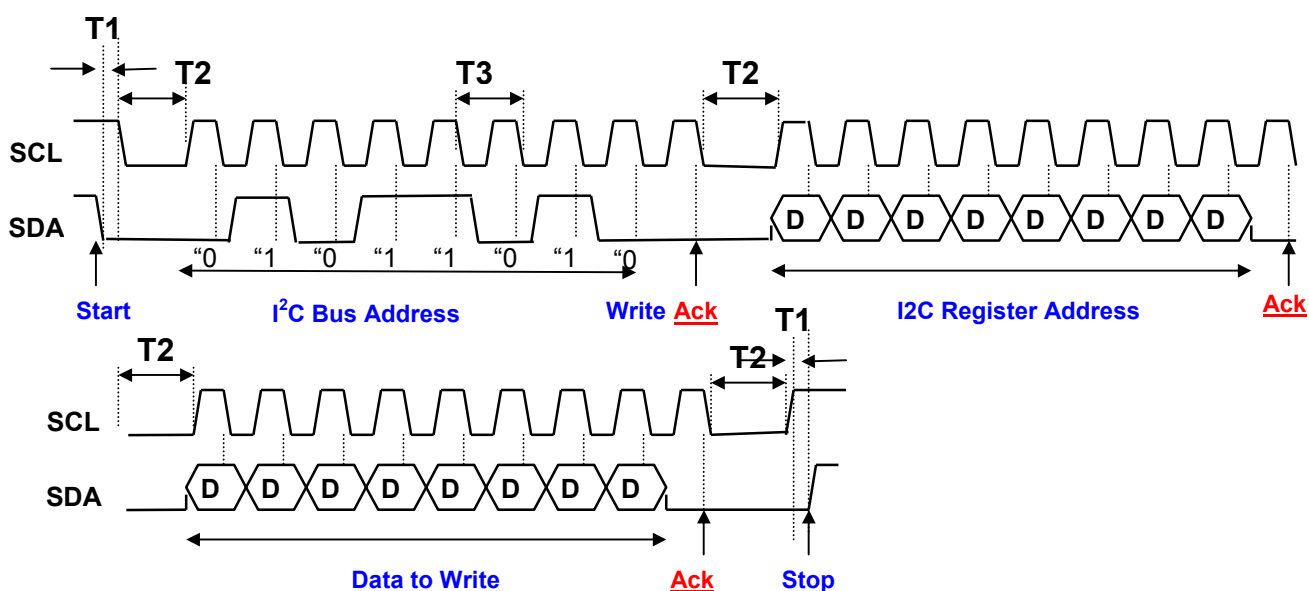 T1
T2 T3 T2
SCL
SDA D D D D D D D D
“0 “1 “0 “1 “1 “0 “1 “0
Start I²C Bus Address Write Ack I2C Register Address Ack
T1
T2 T2
SCL
SDA D D D D D D D D
Data to Write Ack Stop